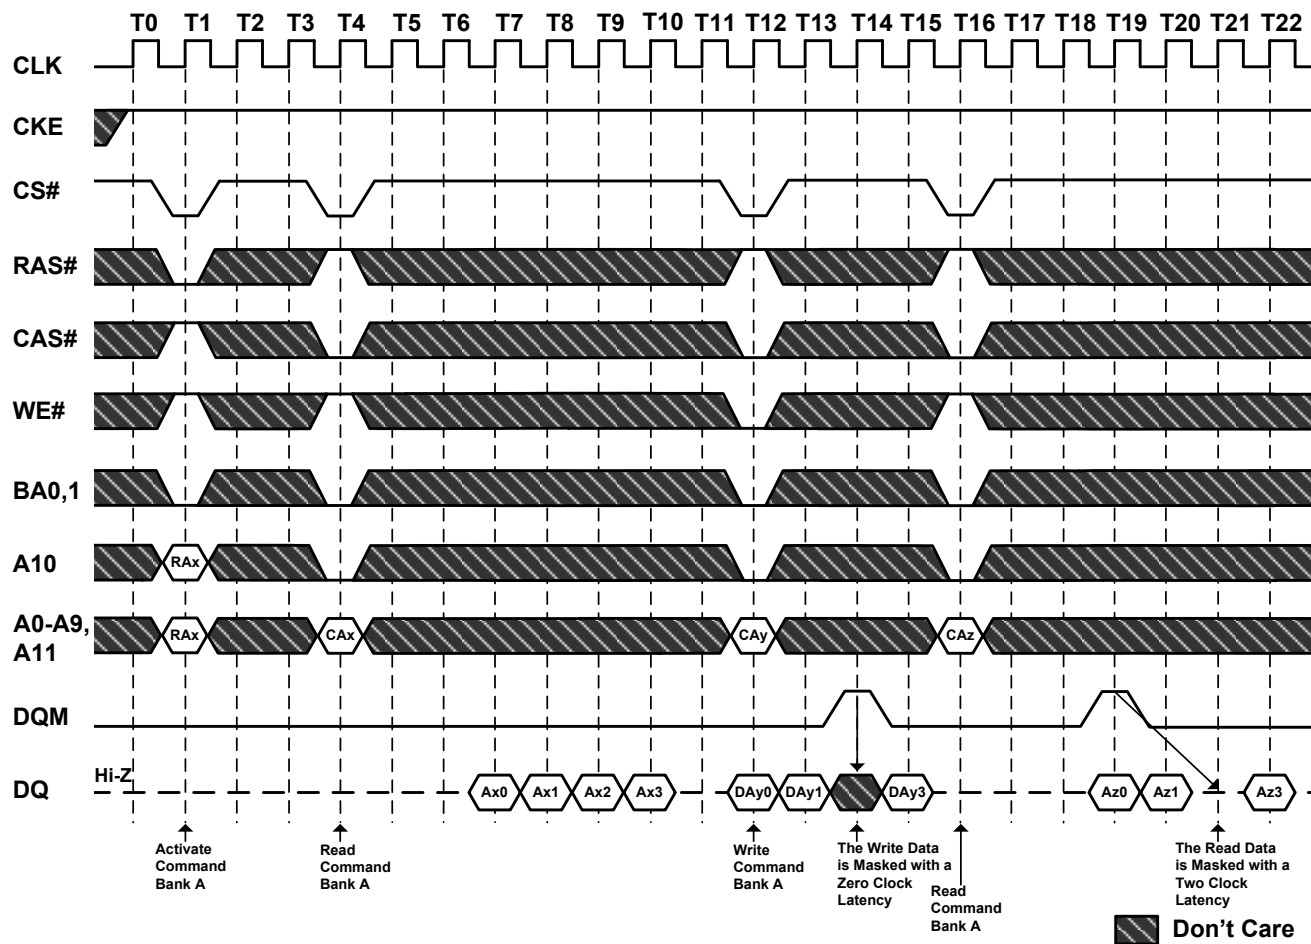 T0 T1 T2 T3 T4 T5 T6 T7 T8 T9 T10 T11 T12 T13 T14 T15 T16 T17 T18 T19 T20 T21 T22
CLK
CKE
CS#
RAS#
CAS#
WE#
BA0,1
A10
RAx
A0-A9,
A11
RAx CAx CAy CAz
DQM
DQ
Hi-Z
Ax0 Ax1 Ax2 Ax3 DAy0 DAy1 DAy3 Az0 Az1 Az3
Activate
Command
Bank A
Read
Command
Bank A
Write
Command
Bank A
The Write Data
is Masked with a
Zero Clock
Latency
Read
Command
Bank A
The Read Data
is Masked with a
Two Clock
Latency
Don't Care